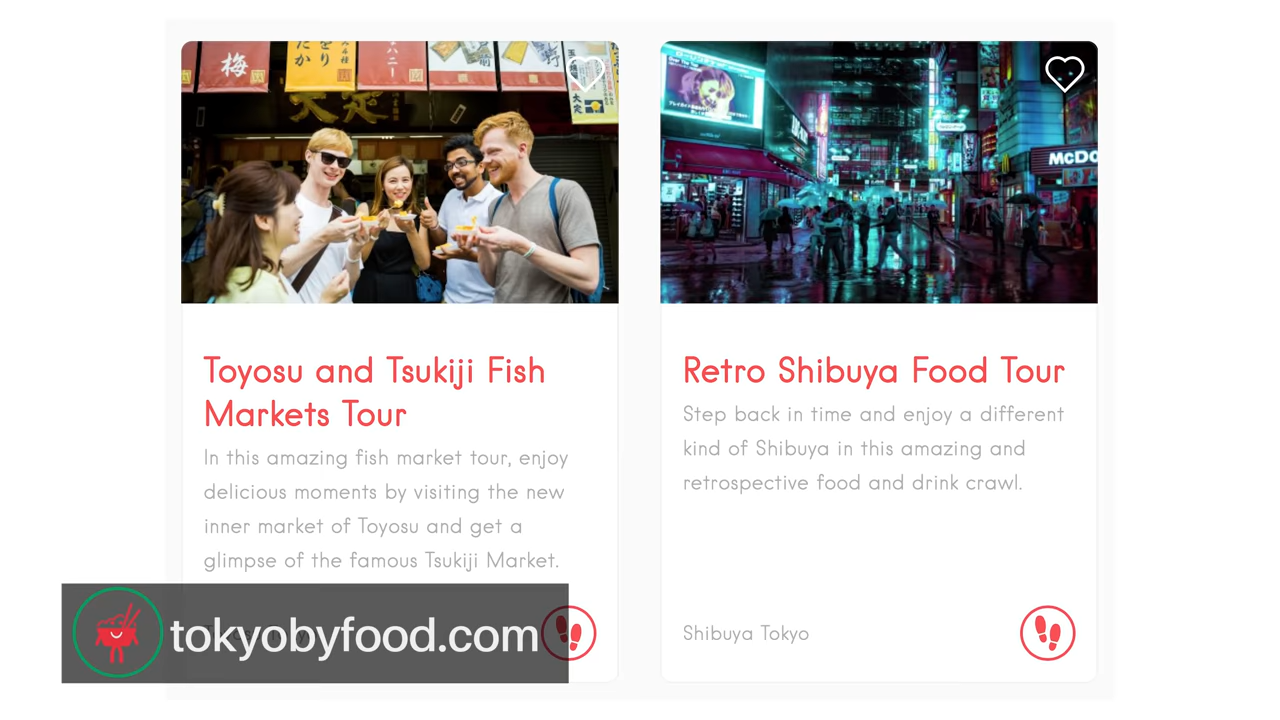 梅
大定
McDO
Toyosu and Tsukiji Fish
Markets Tour
In this amazing fish market tour, enjoy
delicious moments by visiting the new
inner market of Toyosu and get a
glimpse of the famous Tsukiji Market.
Retro Shibuya Food Tour
Step back in time and enjoy a different
kind of Shibuya in this amazing and
retrospective food and drink crawl.
Shibuya Tokyo
tokyobyfood.com